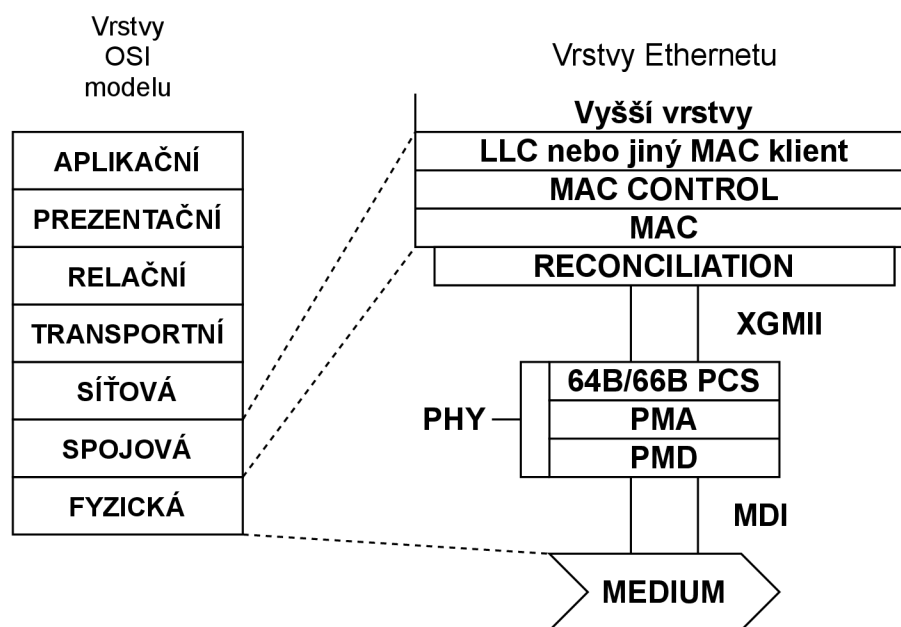 Vrstvy
OSI
modelu
APLIKAČNÍ
PREZENTAČNÍ
RELAČNÍ
TRANSPORTNÍ
SÍŤOVÁ
SPOJOVÁ
FYZICKÁ
Vrstvy Ethernetu
Vyšší vrstvy
LLC nebo jiný MAC klient
MAC CONTROL
MAC
RECONCILIATION
XGMII
64B/66B PCS
PHY
PMA
PMD
MDI
MEDIUM